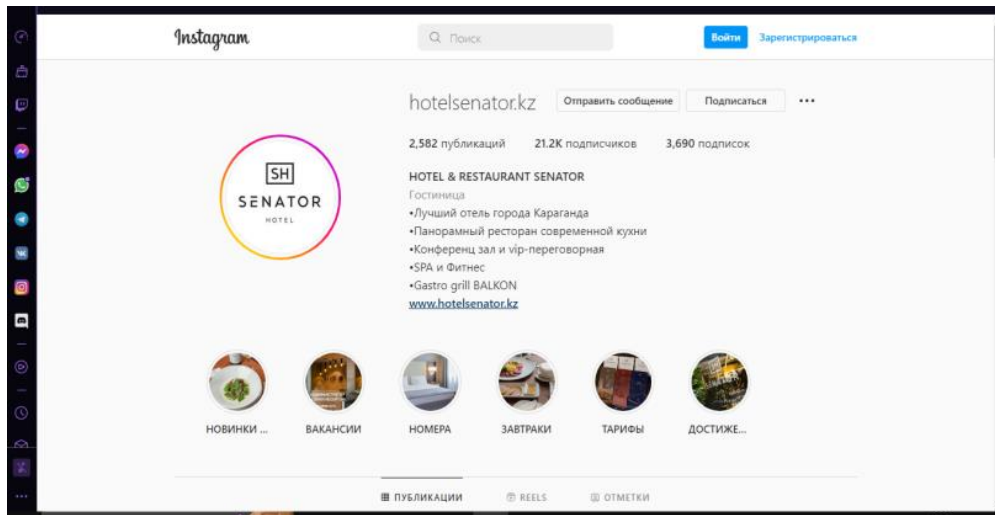 Instagram
Поиск
Войти
Зарегистрироваться
hotelsenator.kz
Отправить сообщение
Подписаться
2,582 публикаций 21.2K подписчиков 3,690 подписок
SH
SENATOR
HOTEL
HOTEL & RESTAURANT SENATOR
Гостиница
•Лучший отель города Караганда
•Панорамный ресторан современной кухни
•Конференц зал и vip-переговорная
•SPA и Фитнес
•Gastro grill BALKON
www.hotelsenator.kz
НОВИНКИ ... ВАКАНСИИ НОМЕРА ЗАВТРАКИ ТАРИФЫ ДОСТИЖЕ...
ПУБЛИКАЦИИ REELS ОТМЕТКИ